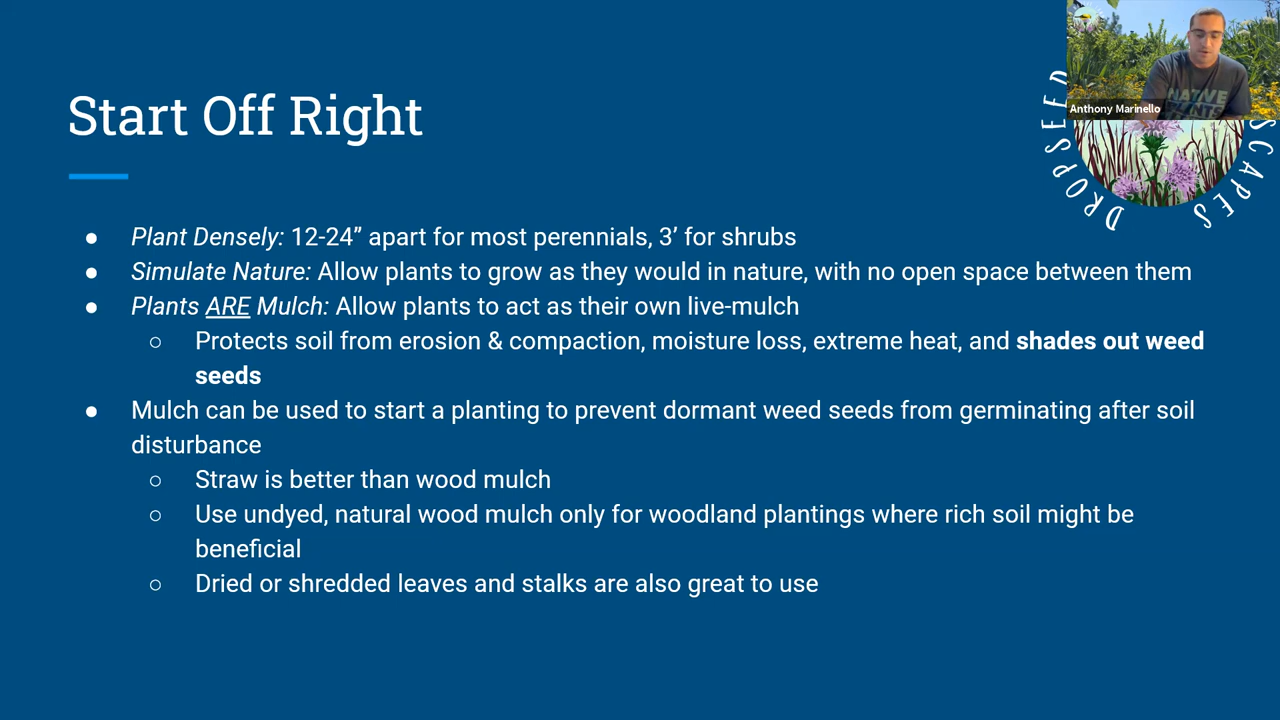 Start Off Right
Anthony Marinello
NATIVE
PLANTS
DROPSEED
SCAPES
● Plant Densely: 12-24” apart for most perennials, 3’ for shrubs
● Simulate Nature: Allow plants to grow as they would in nature, with no open space between them
● Plants ARE Mulch: Allow plants to act as their own live-mulch
○ Protects soil from erosion & compaction, moisture loss, extreme heat, and shades out weed
seeds
● Mulch can be used to start a planting to prevent dormant weed seeds from germinating after soil
disturbance
○ Straw is better than wood mulch
○ Use undyed, natural wood mulch only for woodland plantings where rich soil might be
beneficial
○ Dried or shredded leaves and stalks are also great to use